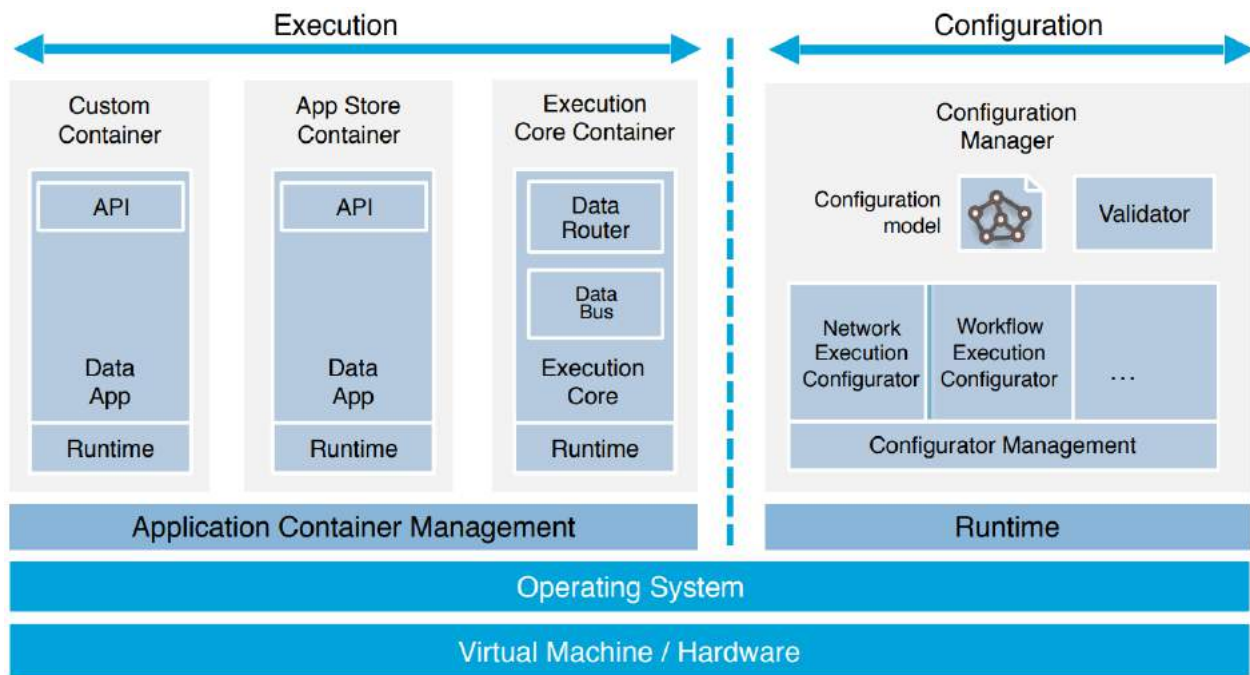 Execution
Configuration
Custom
Container
API
Data
App
Runtime
App Store
Container
API
Data
App
Runtime
Execution
Core Container
Data
Router
Data
Bus
Execution
Core
Runtime
Configuration
Manager
Configuration
model
Validator
Network
Execution
Configurator
Workflow
Execution
Configurator
...
Configurator Management
Application Container Management
Runtime
Operating System
Virtual Machine / Hardware